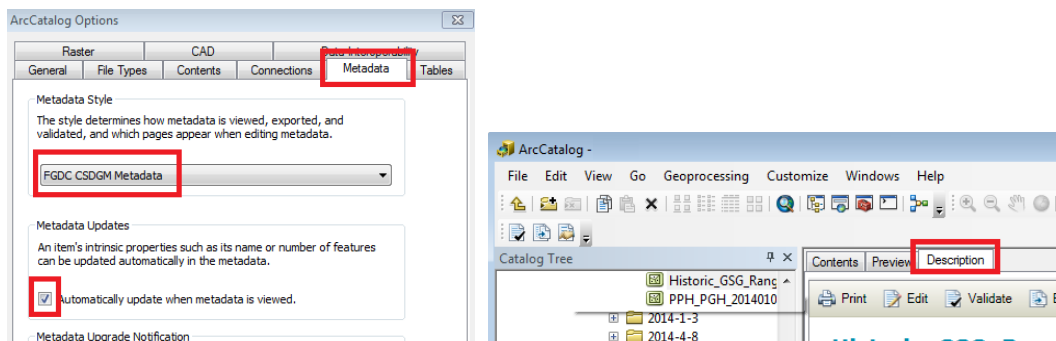 ArcCatalog Options
Raster CAD Data Interoperability
General File Types Contents Connections Metadata Tables
Metadata Style
The style determines how metadata is viewed, exported, and
validated, and which pages appear when editing metadata.
FGDC CSDGM Metadata
Metadata Updates
An item's intrinsic properties such as its name or number of features
can be updated automatically in the metadata.
Automatically update when metadata is viewed.
Metadata Upgrade Notification
ArcCatalog -
File Edit View Go Geoprocessing Customize Windows Help
Catalog Tree
Historic_GSG_Rang
PPH_PGH_2014010
2014-1-3
2014-4-8
Contents Preview Description
Print Edit Validate